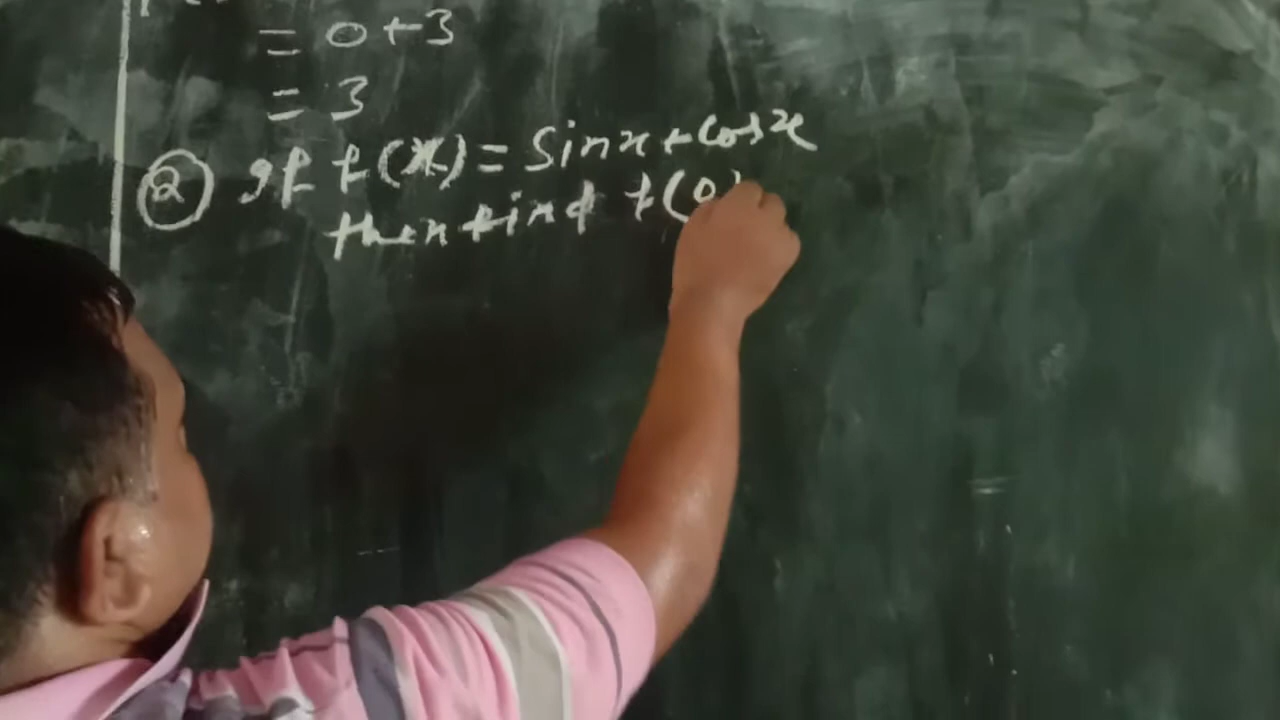 = 0+3
= 3
② If f(x) = Sinx+Cosx
then find f(0)